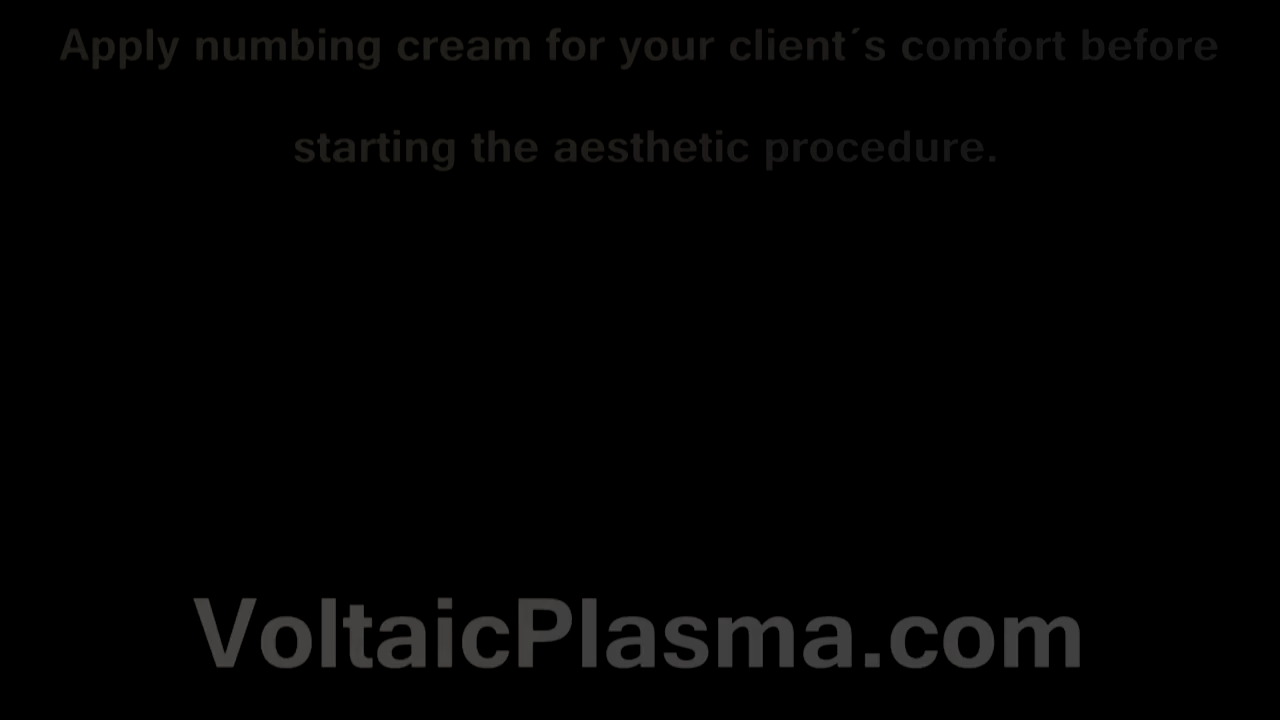 Apply numbing cream for your client´s comfort before
starting the aesthetic procedure.
VoltaicPlasma.com